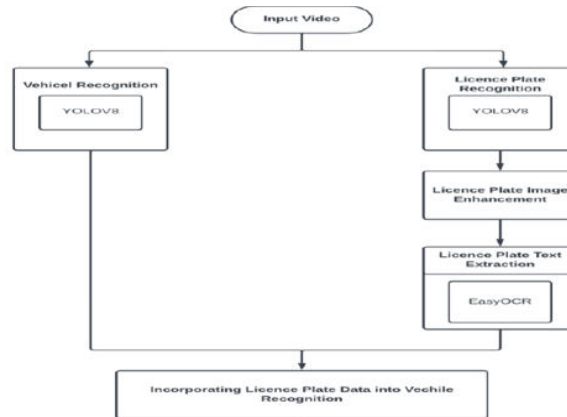 Input Video
Vehicel Recognition
YOLOV8
Licence Plate
Recognition
YOLOV8
Licence Plate Image
Enhancement
Licence Plate Text
Extraction
EasyOCR
Incorporating Licence Plate Data into Vechile
Recognition